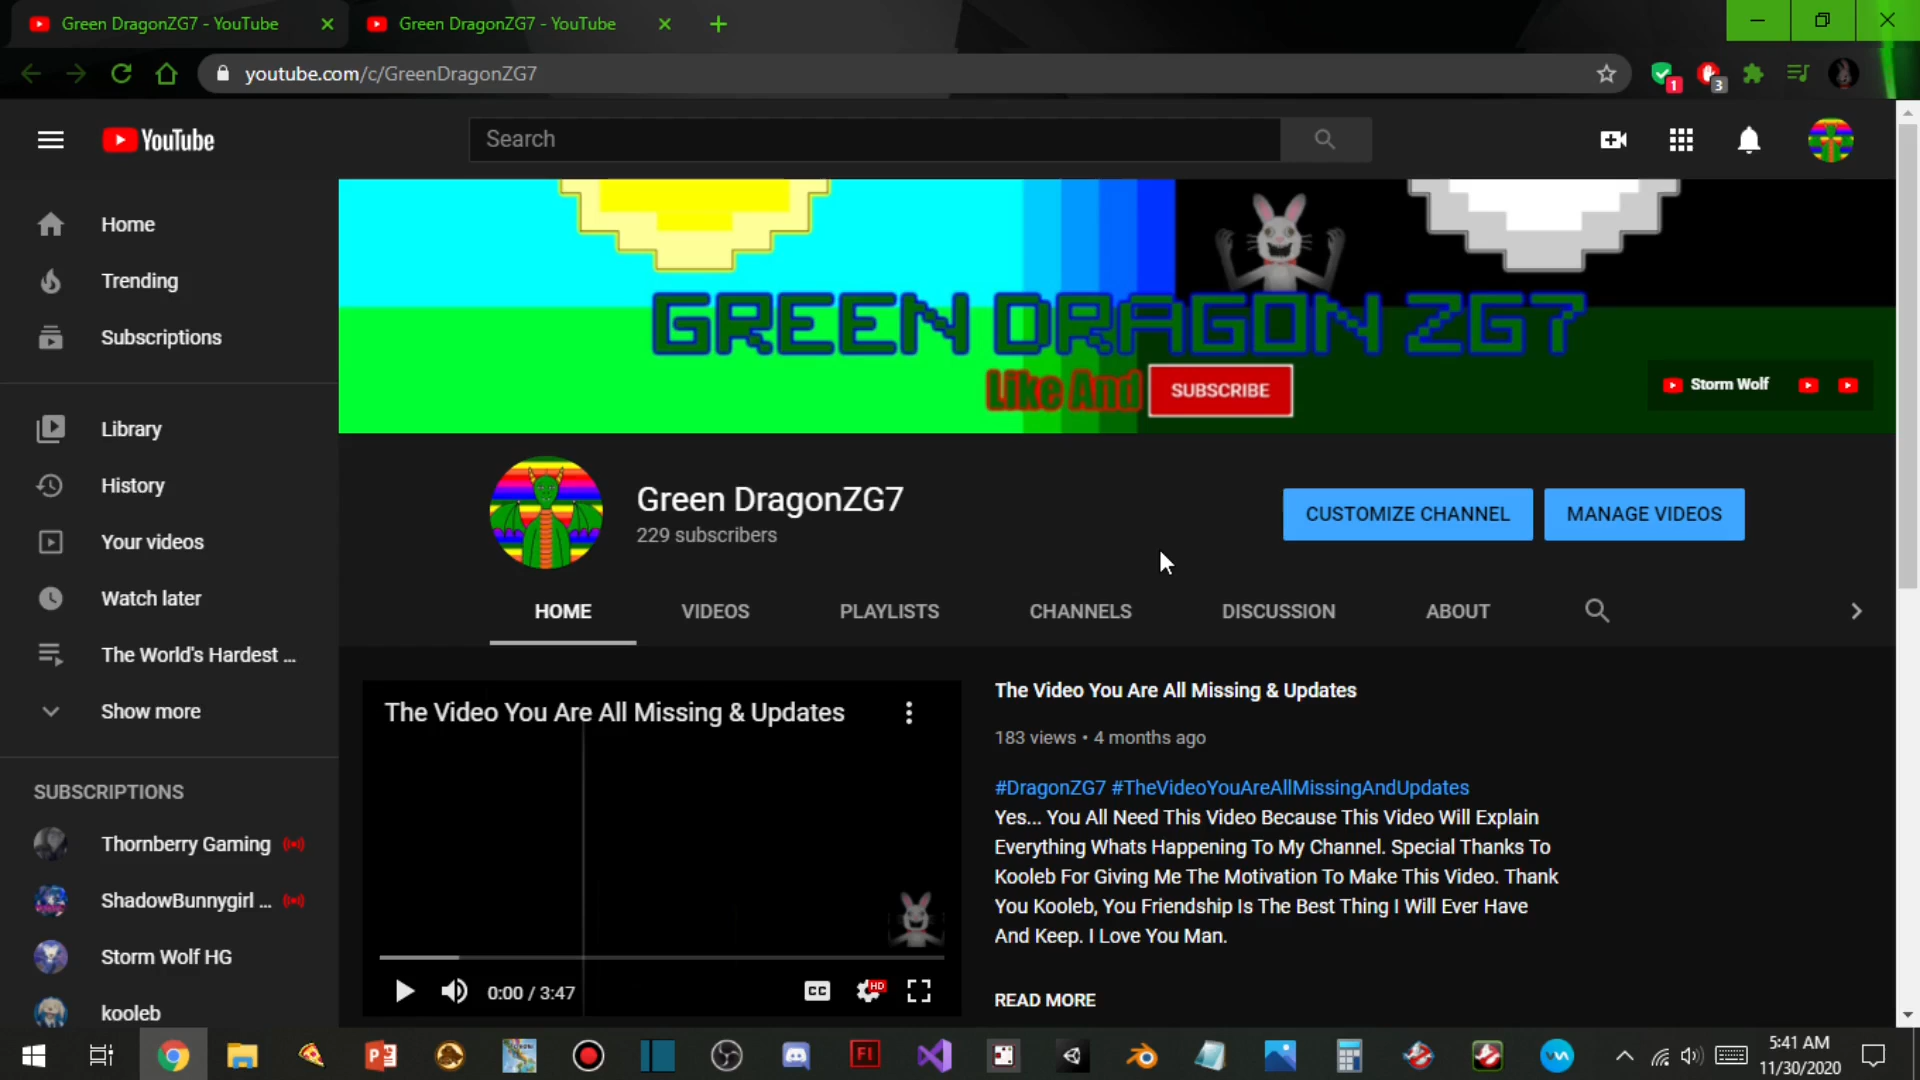 Green DragonZG7 - YouTube
Green DragonZG7 - YouTube
youtube.com/c/GreenDragonZG7
1
3
YouTube
Search
Home
Trending
Subscriptions
Library
History
Your videos
Watch later
The World's Hardest ...
Show more
SUBSCRIPTIONS
Thornberry Gaming
ShadowBunnygirl ...
Storm Wolf HG
kooleb
GREEN DRAGON ZG7
Like And SUBSCRIBE
Storm Wolf
Green DragonZG7
229 subscribers
CUSTOMIZE CHANNEL
MANAGE VIDEOS
HOME VIDEOS PLAYLISTS CHANNELS DISCUSSION ABOUT
The Video You Are All Missing & Updates
0:00 / 3:47
CC
HD
The Video You Are All Missing & Updates
183 views • 4 months ago
#DragonZG7 #TheVideoYouAreAllMissingAndUpdates
Yes... You All Need This Video Because This Video Will Explain
Everything Whats Happening To My Channel. Special Thanks To
Kooleb For Giving Me The Motivation To Make This Video. Thank
You Kooleb, You Friendship Is The Best Thing I Will Ever Have
And Keep. I Love You Man.
READ MORE
5:41 AM
11/30/2020